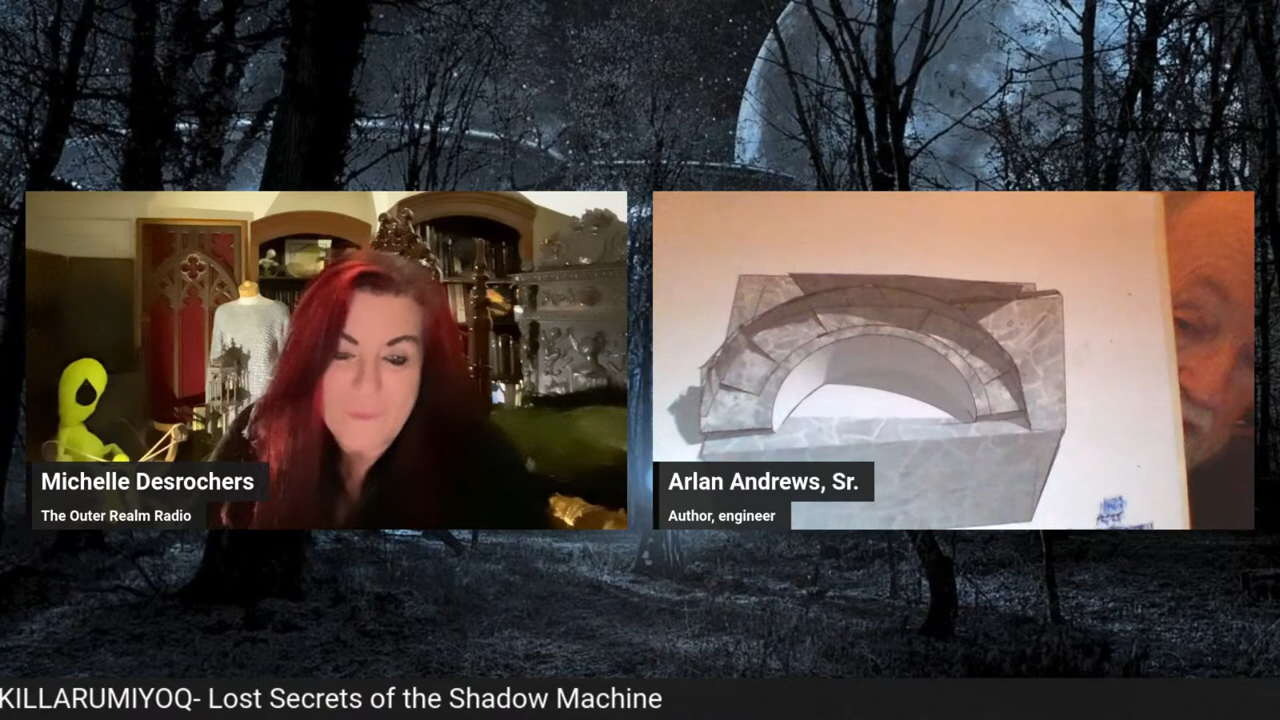 Michelle Desrochers
The Outer Realm Radio
Arlan Andrews, Sr.
Author, engineer
KILLARUMIYOQ- Lost Secrets of the Shadow Machine